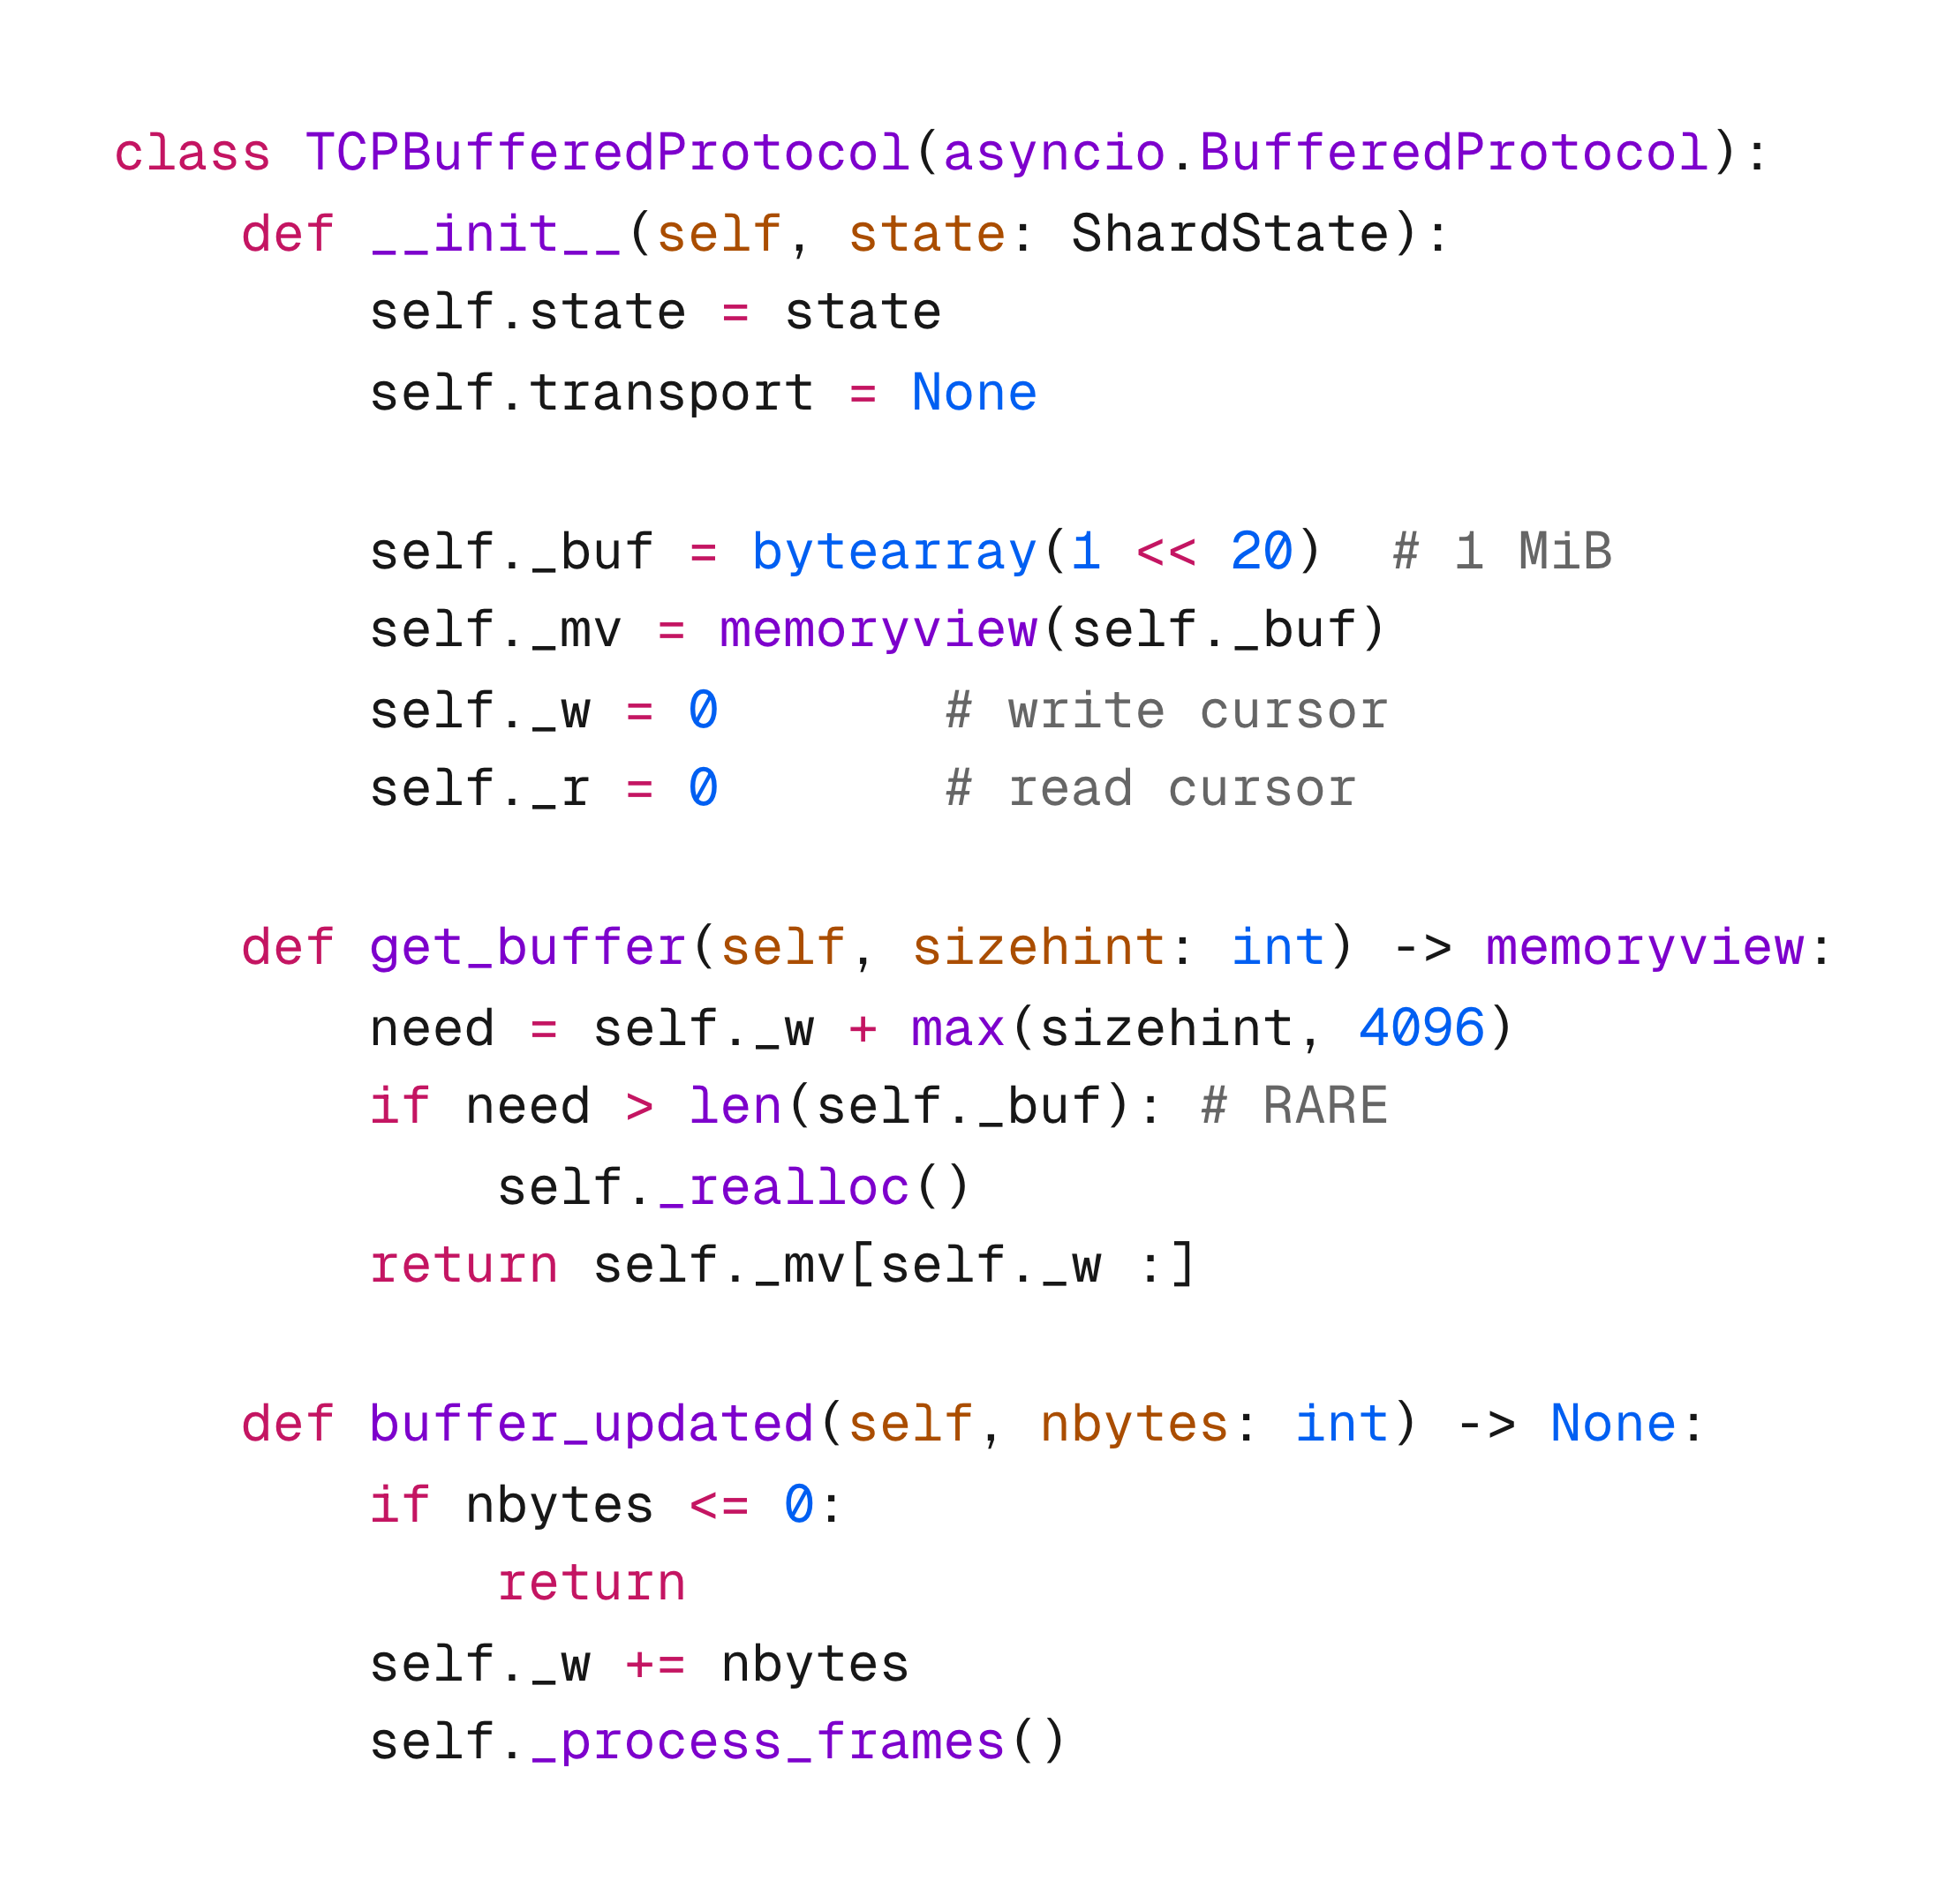 class TCPBufferedProtocol(asyncio.BufferedProtocol):
    def __init__(self, state: ShardState):
        self.state = state
        self.transport = None

        self._buf = bytearray(1 << 20)  # 1 MiB
        self._mv = memoryview(self._buf)
        self._w = 0       # write cursor
        self._r = 0       # read cursor

    def get_buffer(self, sizehint: int) -> memoryview:
        need = self._w + max(sizehint, 4096)
        if need > len(self._buf): # RARE
            self._realloc()
        return self._mv[self._w :]

    def buffer_updated(self, nbytes: int) -> None:
        if nbytes <= 0:
            return
        self._w += nbytes
        self._process_frames()